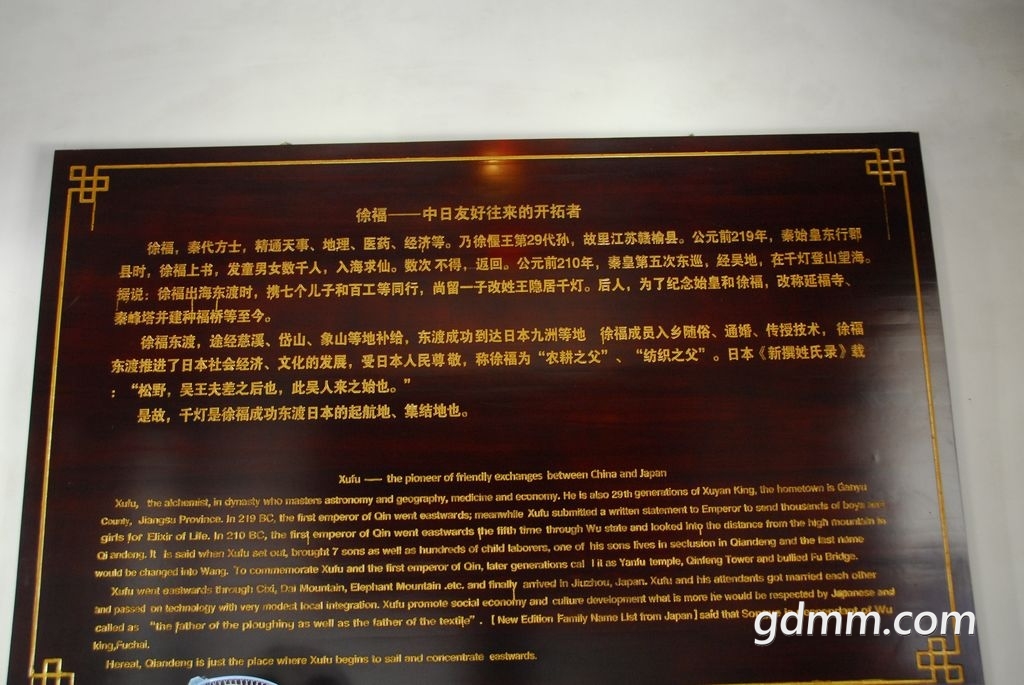 徐福——中日友好往来的开拓者
徐福，秦代方士，精通天事、地理、医药、经济等。乃徐偃王第29代孙，故里江苏赣榆县。公元前219年，秦始皇东行郡
县时，徐福上书，发童男女数千人，入海求仙。数次 不得，返回。公元前210年，秦皇第五次东巡，经吴地，在千灯登山望海。
据说：徐福出海东渡时，携七个儿子和百工等同行，尚留一子改姓王隐居千灯。后人，为了纪念始皇和徐福，改称延福寺、
秦峰塔并建种福桥等至今。
徐福东渡，途经慈溪、岱山、象山等地补给，东渡成功到达日本九洲等地 徐福成员入乡随俗、通婚、传授技术，徐福
东渡推进了日本社会经济、文化的发展，受日本人民尊敬，称徐福为“农耕之父”、“纺织之父”。日本《新撰姓氏录》载
：“松野，吴王夫差之后也，此吴人来之始也。”
是故，千灯是徐福成功东渡日本的起航地、集结地也。
Xufu —— the pioneer of friendly exchanges between China and Japan
Xufu, the alchemist, in dynasty who masters astronomy and geography, medicine and economy. He is also 29th generations of Xuyan King, the hometown is Ganyu
County, Jiangsu Province. In 219 BC, the first emperor of Qin went eastwards; meanwhile Xufu submitted a written statement to Emperor to send thousands of boys and
girls for Elixir of Life. In 210 BC, the first emperor of Qin went eastwards the fifth time through Wu state and looked into the distance from the high mountain in
Qi andeng. It is said when Xufu set out, brought 7 sons as well as hundreds of child laborers, one of his sons lives in seclusion in Qiandeng and the last name
would be changed into Wang. To commemorate Xufu and the first emperor of Qin, later generations cal l it as Yanfu temple, Qinfeng Tower and bullied Fu Bridge.
Xufu went eastwards through Cixi, Dai Mountain, Elephant Mountain .etc. and finally arrived in Jiuzhou, Japan. Xufu and his attendants got married each other
and passed on technology with very modest local integration. Xufu promote social economy and culture development what is more he would be respected by Japanese and
called as “the father of the ploughing as well as the father of the textile”. [New Edition Family Name List from Japan] said that Wu
king,Fuchai.
Hereat, Qiandeng is just the place where Xufu begins to sail and concentrate eastwards.
gdmm.com